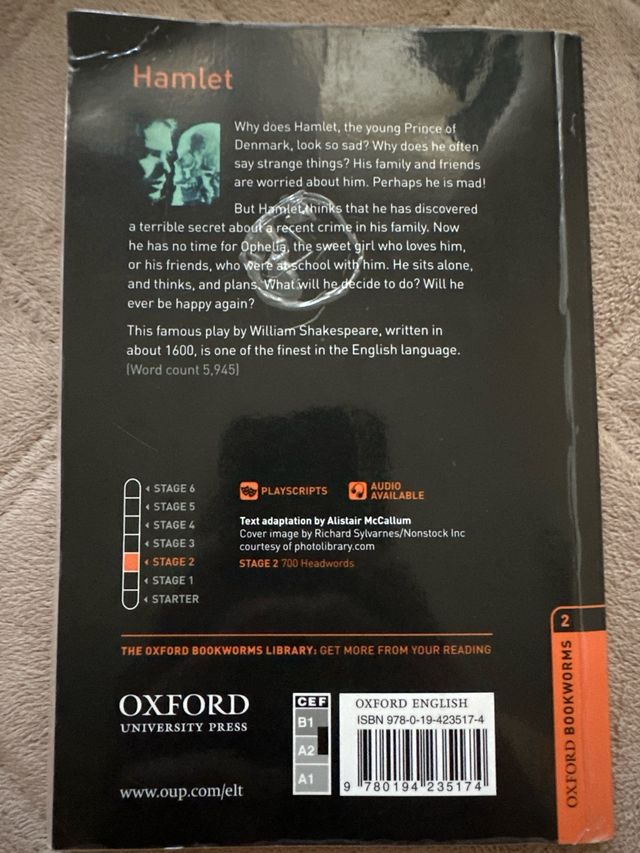 Hamlet
Why does Hamlet, the young Prince of
Denmark, look so sad? Why does he often
say strange things? His family and friends
are worried about him. Perhaps he is mad!
But Hamlet thinks that he has discovered
a terrible secret about a recent crime in his family. Now
he has no time for Ophelia, the sweet girl who loves him,
or his friends, who were at school with him. He sits alone,
and thinks, and plans. What will he decide to do? Will he
ever be happy again?
This famous play by William Shakespeare, written in
about 1600, is one of the finest in the English language.
(Word count 5,945)
STAGE 6
STAGE 5
STAGE 4
STAGE 3
STAGE 2
STAGE 1
STARTER
PLAYSCRIPTS
AUDIO
AVAILABLE
Text adaptation by Alistair McCallum
Cover image by Richard Sylvarnes/Nonstock Inc
courtesy of photolibrary.com
STAGE 2 700 Headwords
THE OXFORD BOOKWORMS LIBRARY: GET MORE FROM YOUR READING
OXFORD
UNIVERSITY PRESS
www.oup.com/elt
CEF
B1
A2
A1
OXFORD ENGLISH
ISBN 978-0-19-423517-4
9 780194 235174
2
OXFORD BOOKWORMS